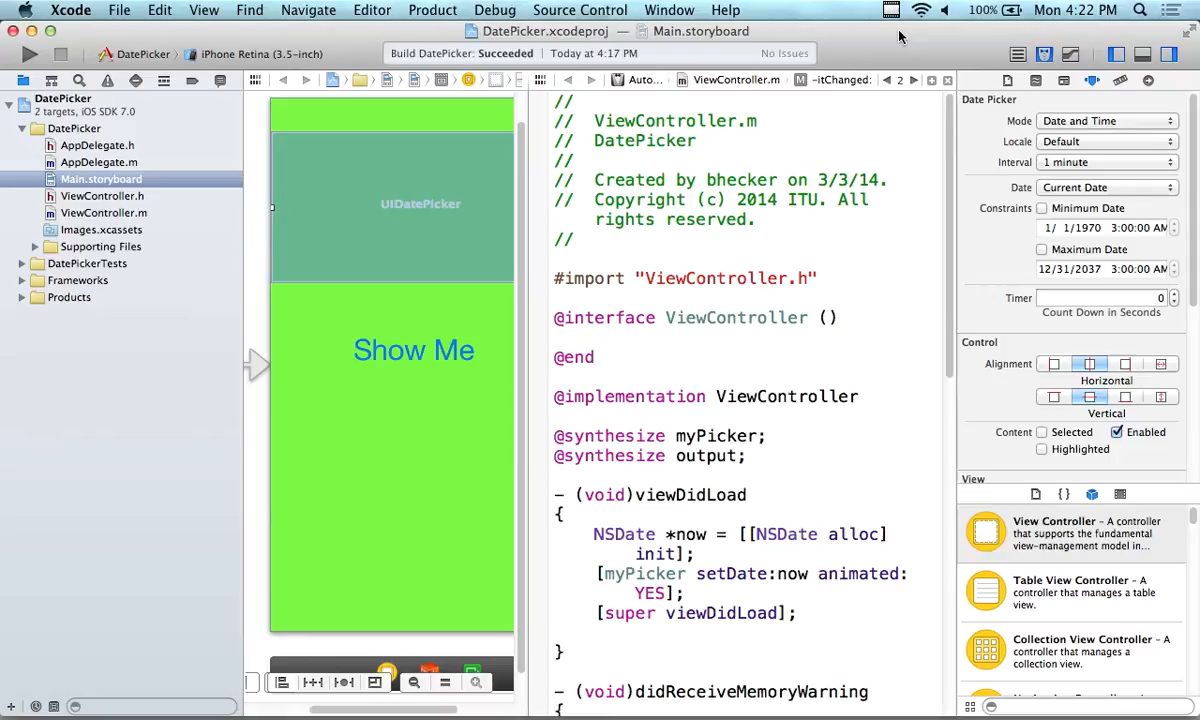 Xcode File Edit View Find Navigate Editor Product Debug Source Control Window Help 100% Mon 4:22 PM
DatePicker.xcodeproj — Main.storyboard
DatePicker iPhone Retina (3.5-inch) Build DatePicker: Succeeded Today at 4:17 PM No Issues
Auto... ViewController.m -itChanged: 2
DatePicker
2 targets, iOS SDK 7.0
DatePicker
AppDelegate.h
AppDelegate.m
Main.storyboard
ViewController.h
ViewController.m
Images.xcassets
Supporting Files
DatePickerTests
Frameworks
Products
UIDatePicker
Show Me
//
// ViewController.m
// DatePicker
//
// Created by bhecker on 3/3/14.
// Copyright (c) 2014 ITU. All
rights reserved.
//
#import "ViewController.h"
@interface ViewController ()
@end
@implementation ViewController
@synthesize myPicker;
@synthesize output;
- (void)viewDidLoad
{
NSDate *now = [[NSDate alloc]
init];
[myPicker setDate:now animated:
YES];
[super viewDidLoad];
}
- (void)didReceiveMemoryWarning
{
Date Picker
Mode Date and Time
Locale Default
Interval 1 minute
Date Current Date
Constraints Minimum Date
1/ 1/1970 3:00:00 AM
Maximum Date
12/31/2037 3:00:00 AM
Timer 0
Count Down in Seconds
Control
Alignment
Horizontal
Vertical
Content Selected Enabled
Highlighted
View
{ }
View Controller - A controller
that supports the fundamental
view-management model in...
Table View Controller - A
controller that manages a table
view.
Collection View Controller - A
controller that manages a
collection view.